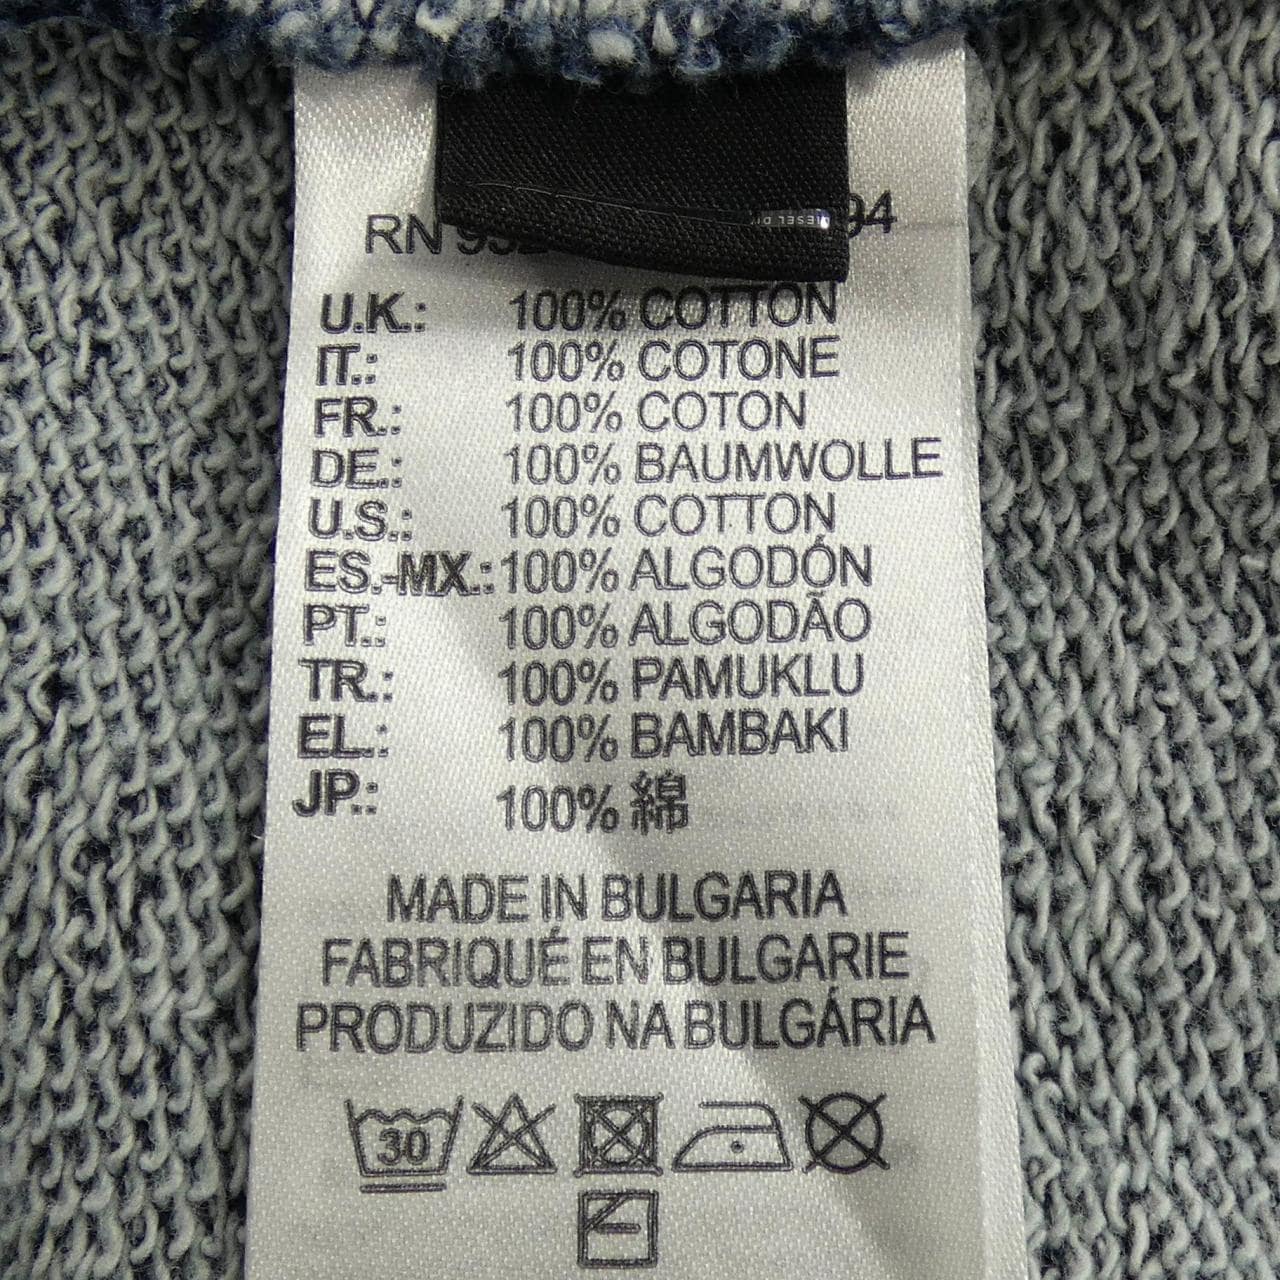 RN
94
U.K.: 100% COTTON
IT.: 100% COTONE
FR.: 100% COTON
DE.: 100% BAUMWOLLE
U.S.: 100% COTTON
ES.-MX.: 100% ALGODÓN
PT.: 100% ALGODÃO
TR.: 100% PAMUKLU
EL.: 100% BAMBAKI
JP.: 100% 綿
MADE IN BULGARIA
FABRIQUÉ EN BULGARIE
PRODUZIDO NA BULGÁRIA
30